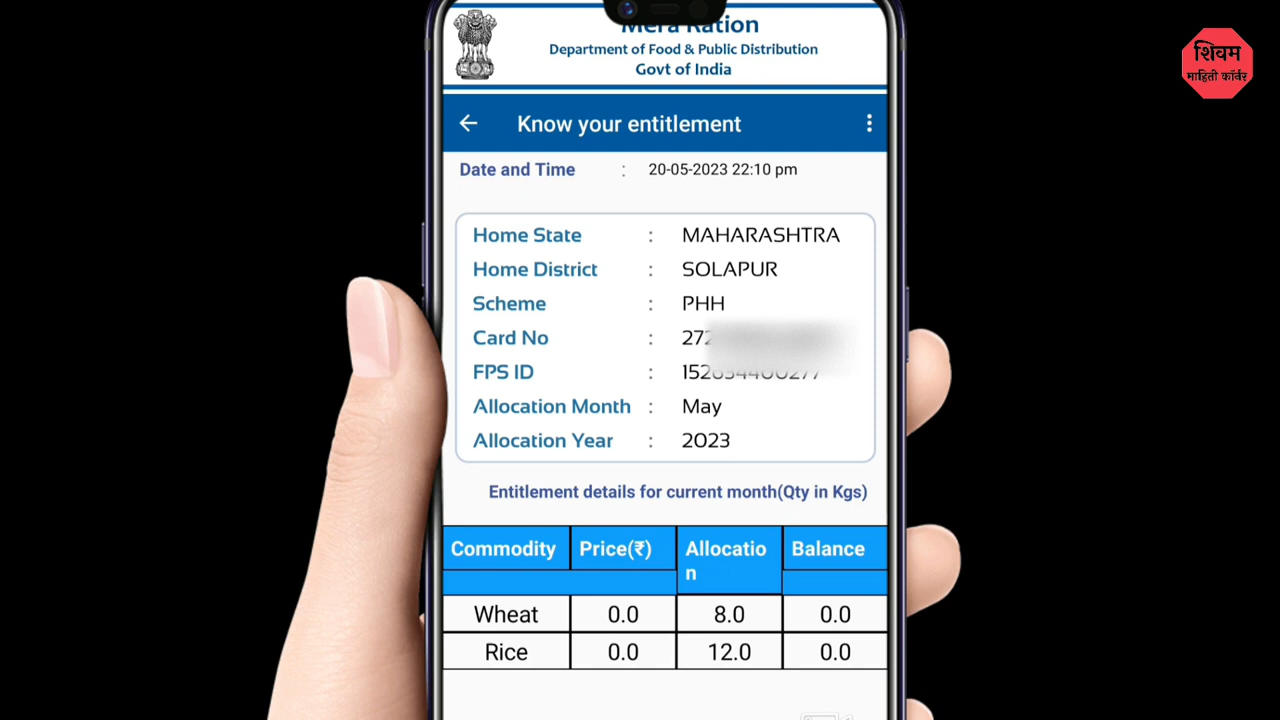 Mera Ration
Department of Food & Public Distribution
Govt of India
शिवम
माहिती कॉर्नर
Know your entitlement
Date and Time : 20-05-2023 22:10 pm
Home State : MAHARASHTRA
Home District : SOLAPUR
Scheme : PHH
Card No : 272
FPS ID :
Allocation Month : May
Allocation Year : 2023
Entitlement details for current month(Qty in Kgs)
Commodity Price(₹) Allocatio Balance
n
Wheat 0.0 8.0 0.0
Rice 0.0 12.0 0.0